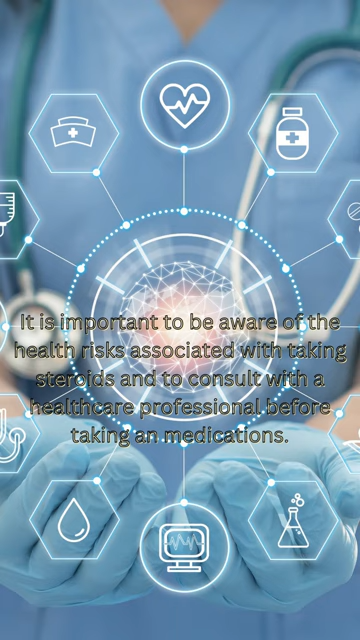 It is important to be aware of the
health risks associated with taking
steroids and to consult with a
healthcare professional before
taking an medications.